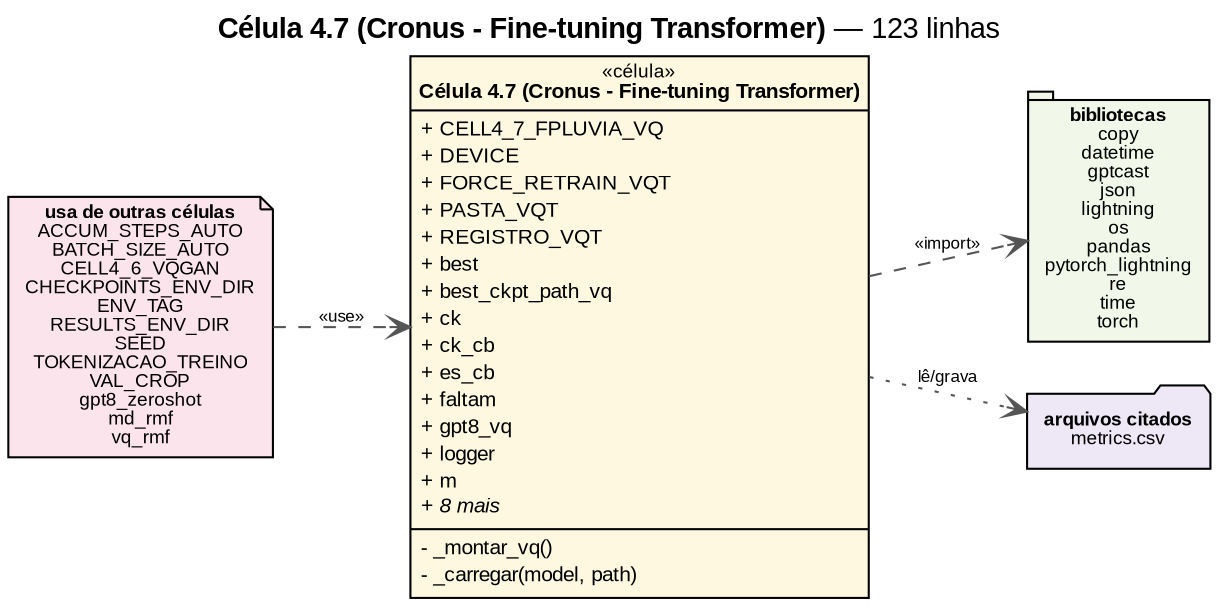 Célula 4.7 (Cronus - Fine-tuning Transformer) — 123 linhas
usa de outras células
ACCUM_STEPS_AUTO
BATCH_SIZE_AUTO
CELL4_6_VQGAN
CHECKPOINTS_ENV_DIR
ENV_TAG
RESULTS_ENV_DIR
SEED
TOKENIZACAO_TREINO
VAL_CROP
gpt8_zeroshot
md_rmf
vq_rmf
«use»
«célula»
Célula 4.7 (Cronus - Fine-tuning Transformer)
+ CELL4_7_FPLUVIA_VQ
+ DEVICE
+ FORCE_RETRAIN_VQT
+ PASTA_VQT
+ REGISTRO_VQT
+ best
+ best_ckpt_path_vq
+ ck
+ ck_cb
+ es_cb
+ faltam
+ gpt8_vq
+ logger
+ m
+ 8 mais
- _montar_vq()
- _carregar(model, path)
«import»
lê/grava
bibliotecas
copy
datetime
gptcast
json
lightning
os
pandas
pytorch_lightning
re
time
torch
arquivos citados
metrics.csv